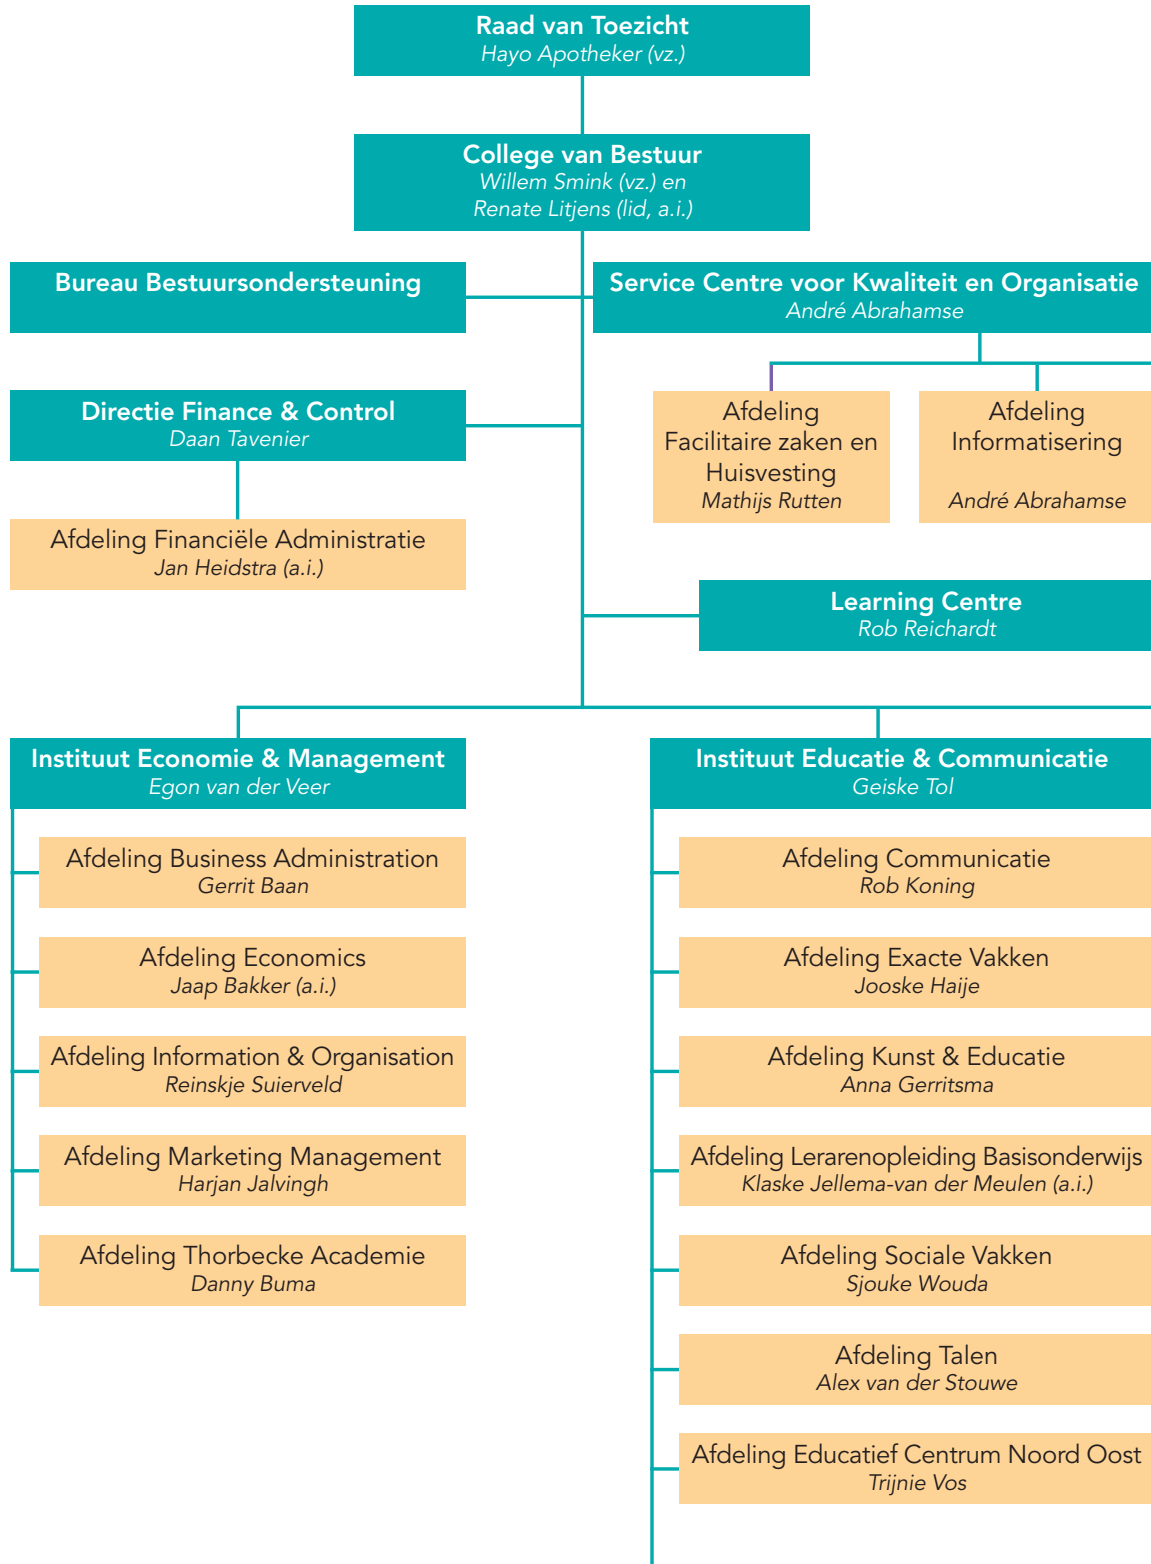 Raad van Toezicht
Hayo Apotheker (vz.)
College van Bestuur
Willem Smink (vz.) en
Renate Litjens (lid, a.i.)
Bureau Bestuursondersteuning
Service Centre voor Kwaliteit en Organisatie
André Abrahamse
Directie Finance & Control
Daan Tavenier
Afdeling
Facilitaire zaken en
Huisvesting
Mathijs Rutten
Afdeling
Informatisering
André Abrahamse
Afdeling Financiële Administratie
Jan Heidstra (a.i.)
Learning Centre
Rob Reichardt
Instituut Economie & Management
Egon van der Veer
Afdeling Business Administration
Gerrit Baan
Afdeling Economics
Jaap Bakker (a.i.)
Afdeling Information & Organisation
Reinskje Suierveld
Afdeling Marketing Management
Harjan Jalvingh
Afdeling Thorbecke Academie
Danny Buma
Instituut Educatie & Communicatie
Geiske Tol
Afdeling Communicatie
Rob Koning
Afdeling Exacte Vakken
Jooske Haije
Afdeling Kunst & Educatie
Anna Gerritsma
Afdeling Lerarenopleiding Basisonderwijs
Klaske Jellema-van der Meulen (a.i.)
Afdeling Sociale Vakken
Sjouke Wouda
Afdeling Talen
Alex van der Stouwe
Afdeling Educatief Centrum Noord Oost
Trijnie Vos